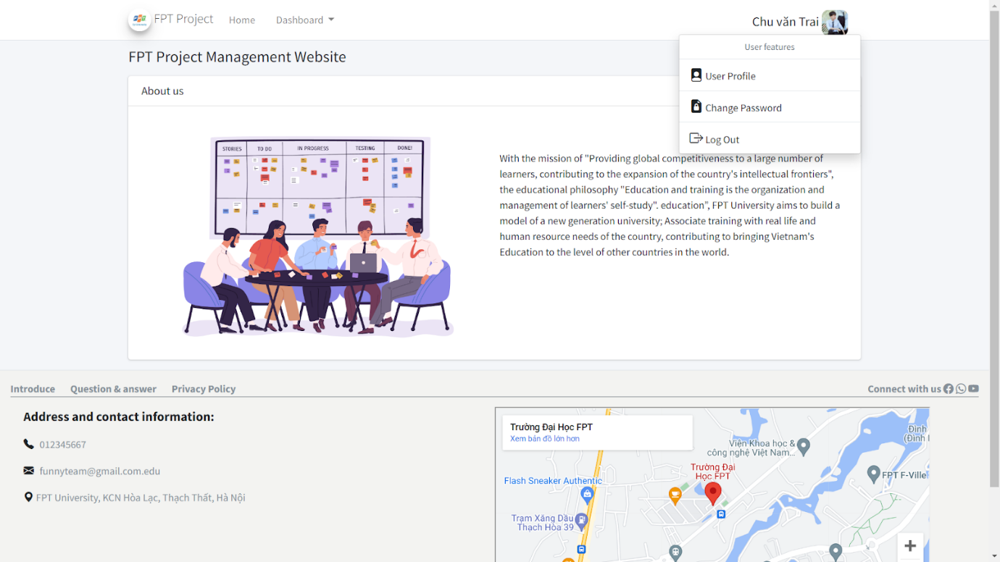 FPT Project
Home
Dashboard
Chu văn Trai
User features
User Profile
Change Password
Log Out
FPT Project Management Website
About us
STORIES
TO DO
IN PROGRESS
TESTING
DONE!
With the mission of "Providing global competitiveness to a large number of
learners, contributing to the expansion of the country's intellectual frontiers",
the educational philosophy "Education and training is the organization and
management of learners' self-study". education", FPT University aims to build a
model of a new generation university; Associate training with real life and
human resource needs of the country, contributing to bringing Vietnam's
Education to the level of other countries in the world.
Introduce
Question & answer
Privacy Policy
Connect with us
Address and contact information:
012345667
funnyteam@gmail.com.edu
FPT University, KCN Hòa Lạc, Thạch Thất, Hà Nội
Trường Đại Học FPT
Xem bản đồ lớn hơn
Viện Khoa học &
công nghệ Việt Nam...
Đình
(Đình
Trường Đại
Học FPT
FPT F-Ville
Flash Sneaker Authentic
Trạm Xăng Dầu
Thạch Hòa 39
+